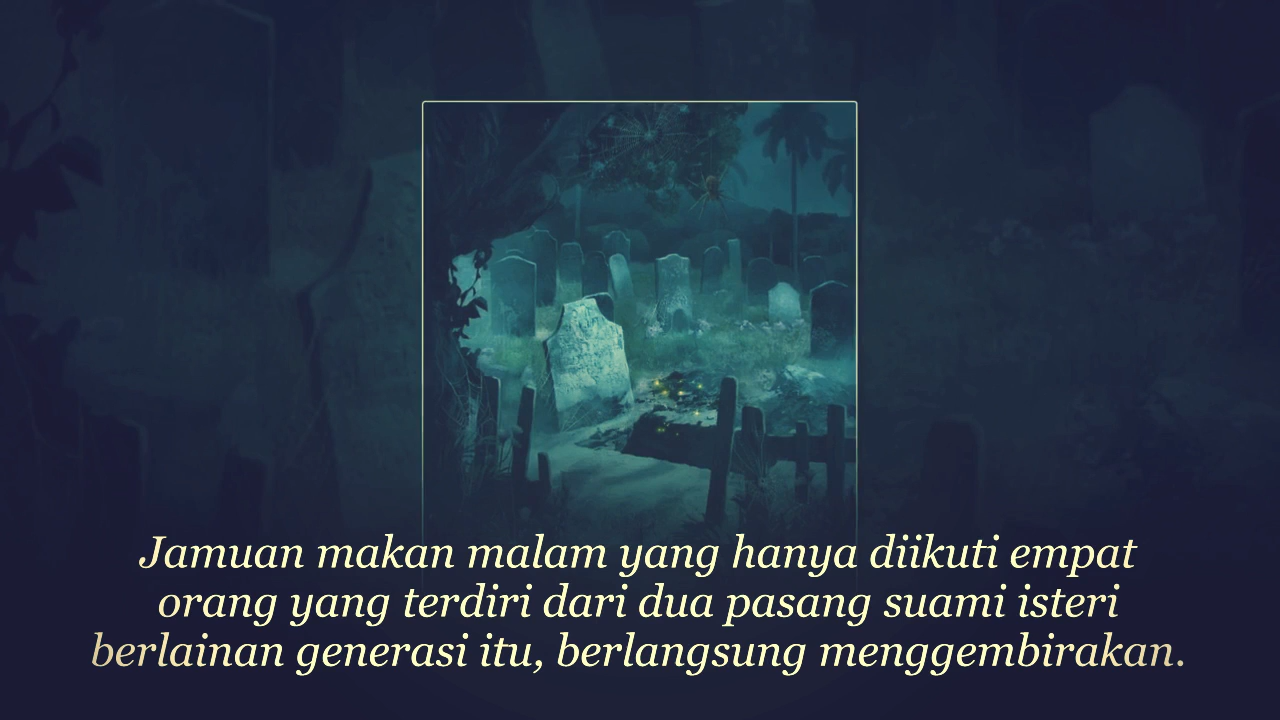 Jamuan makan malam yang hanya diikuti empat
orang yang terdiri dari dua pasang suami isteri
berlainan generasi itu, berlangsung menggembirakan.